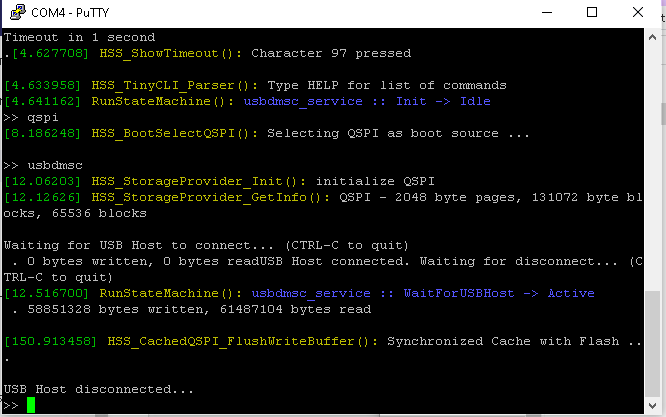 COM4 - PuTTY
Timeout in 1 second
.[4.627708] HSS_ShowTimeout(): Character 97 pressed
[4.633958] HSS_TinyCLI_Parser(): Type HELP for list of commands
[4.641162] RunStateMachine(): usbdmsc_service :: Init -> Idle
>> qspi
[8.186248] HSS_BootSelectQSPI(): Selecting QSPI as boot source ...
>> usbdmsc
[12.06203] HSS_StorageProvider_Init(): initialize QSPI
[12.12626] HSS_StorageProvider_GetInfo(): QSPI - 2048 byte pages, 131072 byte bl
ocks, 65536 blocks
Waiting for USB Host to connect... (CTRL-C to quit)
. 0 bytes written, 0 bytes readUSB Host connected. Waiting for disconnect... (C
TRL-C to quit)
[12.516700] RunStateMachine(): usbdmsc_service :: WaitForUSBHost -> Active
. 58851328 bytes written, 61487104 bytes read
[150.913458] HSS_CachedQSPI_FlushWriteBuffer(): Synchronized Cache with Flash ..
.
USB Host disconnected...
>>